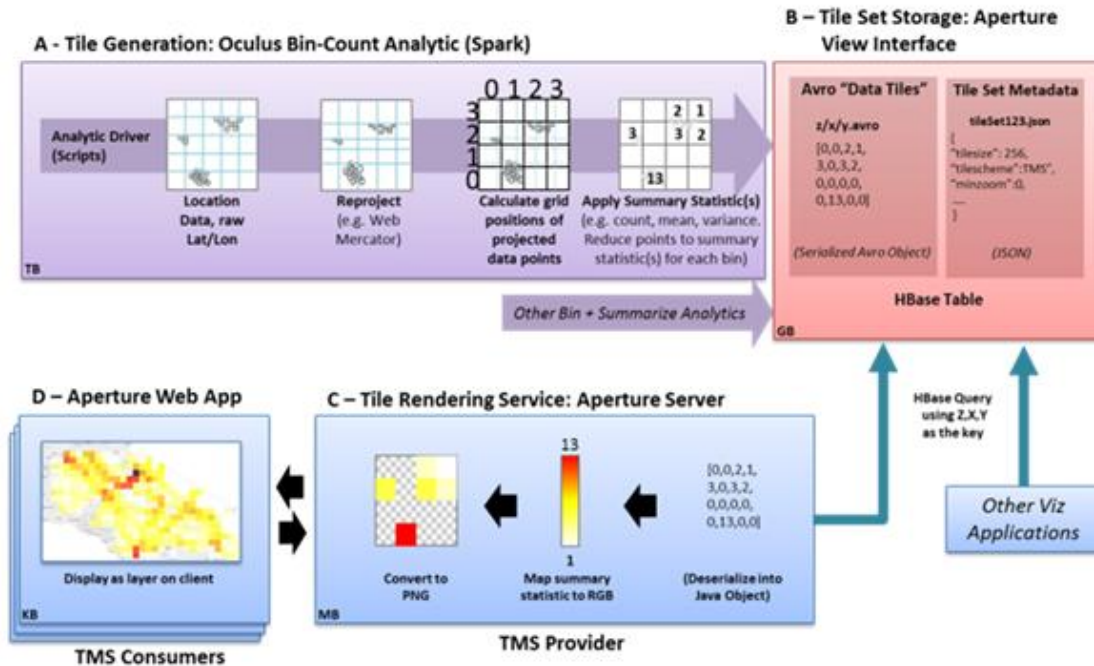 A - Tile Generation: Oculus Bin-Count Analytic (Spark)
B – Tile Set Storage: Aperture
View Interface
Analytic Driver
(Scripts)
Location
Data, raw
Lat/Lon
Reproject
(e.g. Web
Mercator)
0 1 2 3
3
2
1
0
Calculate grid
positions of
projected
data points
2 1
3 3 2
13
Apply Summary Statistic(s)
(e.g. count, mean, variance.
Reduce points to summary
statistic(s) for each bin)
TB
Avro “Data Tiles”
z/x/y.avro
[0,0,2,1,
3,0,3,2,
0,0,0,0,
0,13,0,0]
(Serialized Avro Object)
Tile Set Metadata
tileSet123.json
{
"tilesize": 256,
"tilescheme":TMS",
"minzoom":0,
....
}
(JSON)
HBase Table
GB
Other Bin + Summarize Analytics
D – Aperture Web App
Display as layer on client
KB
TMS Consumers
C – Tile Rendering Service: Aperture Server
Convert to
PNG
13
1
Map summary
statistic to RGB
[0,0,2,1,
3,0,3,2,
0,0,0,0,
0,13,0,0]
(Deserialize into
Java Object)
MB
TMS Provider
HBase Query
using Z,X,Y
as the key
Other Viz
Applications